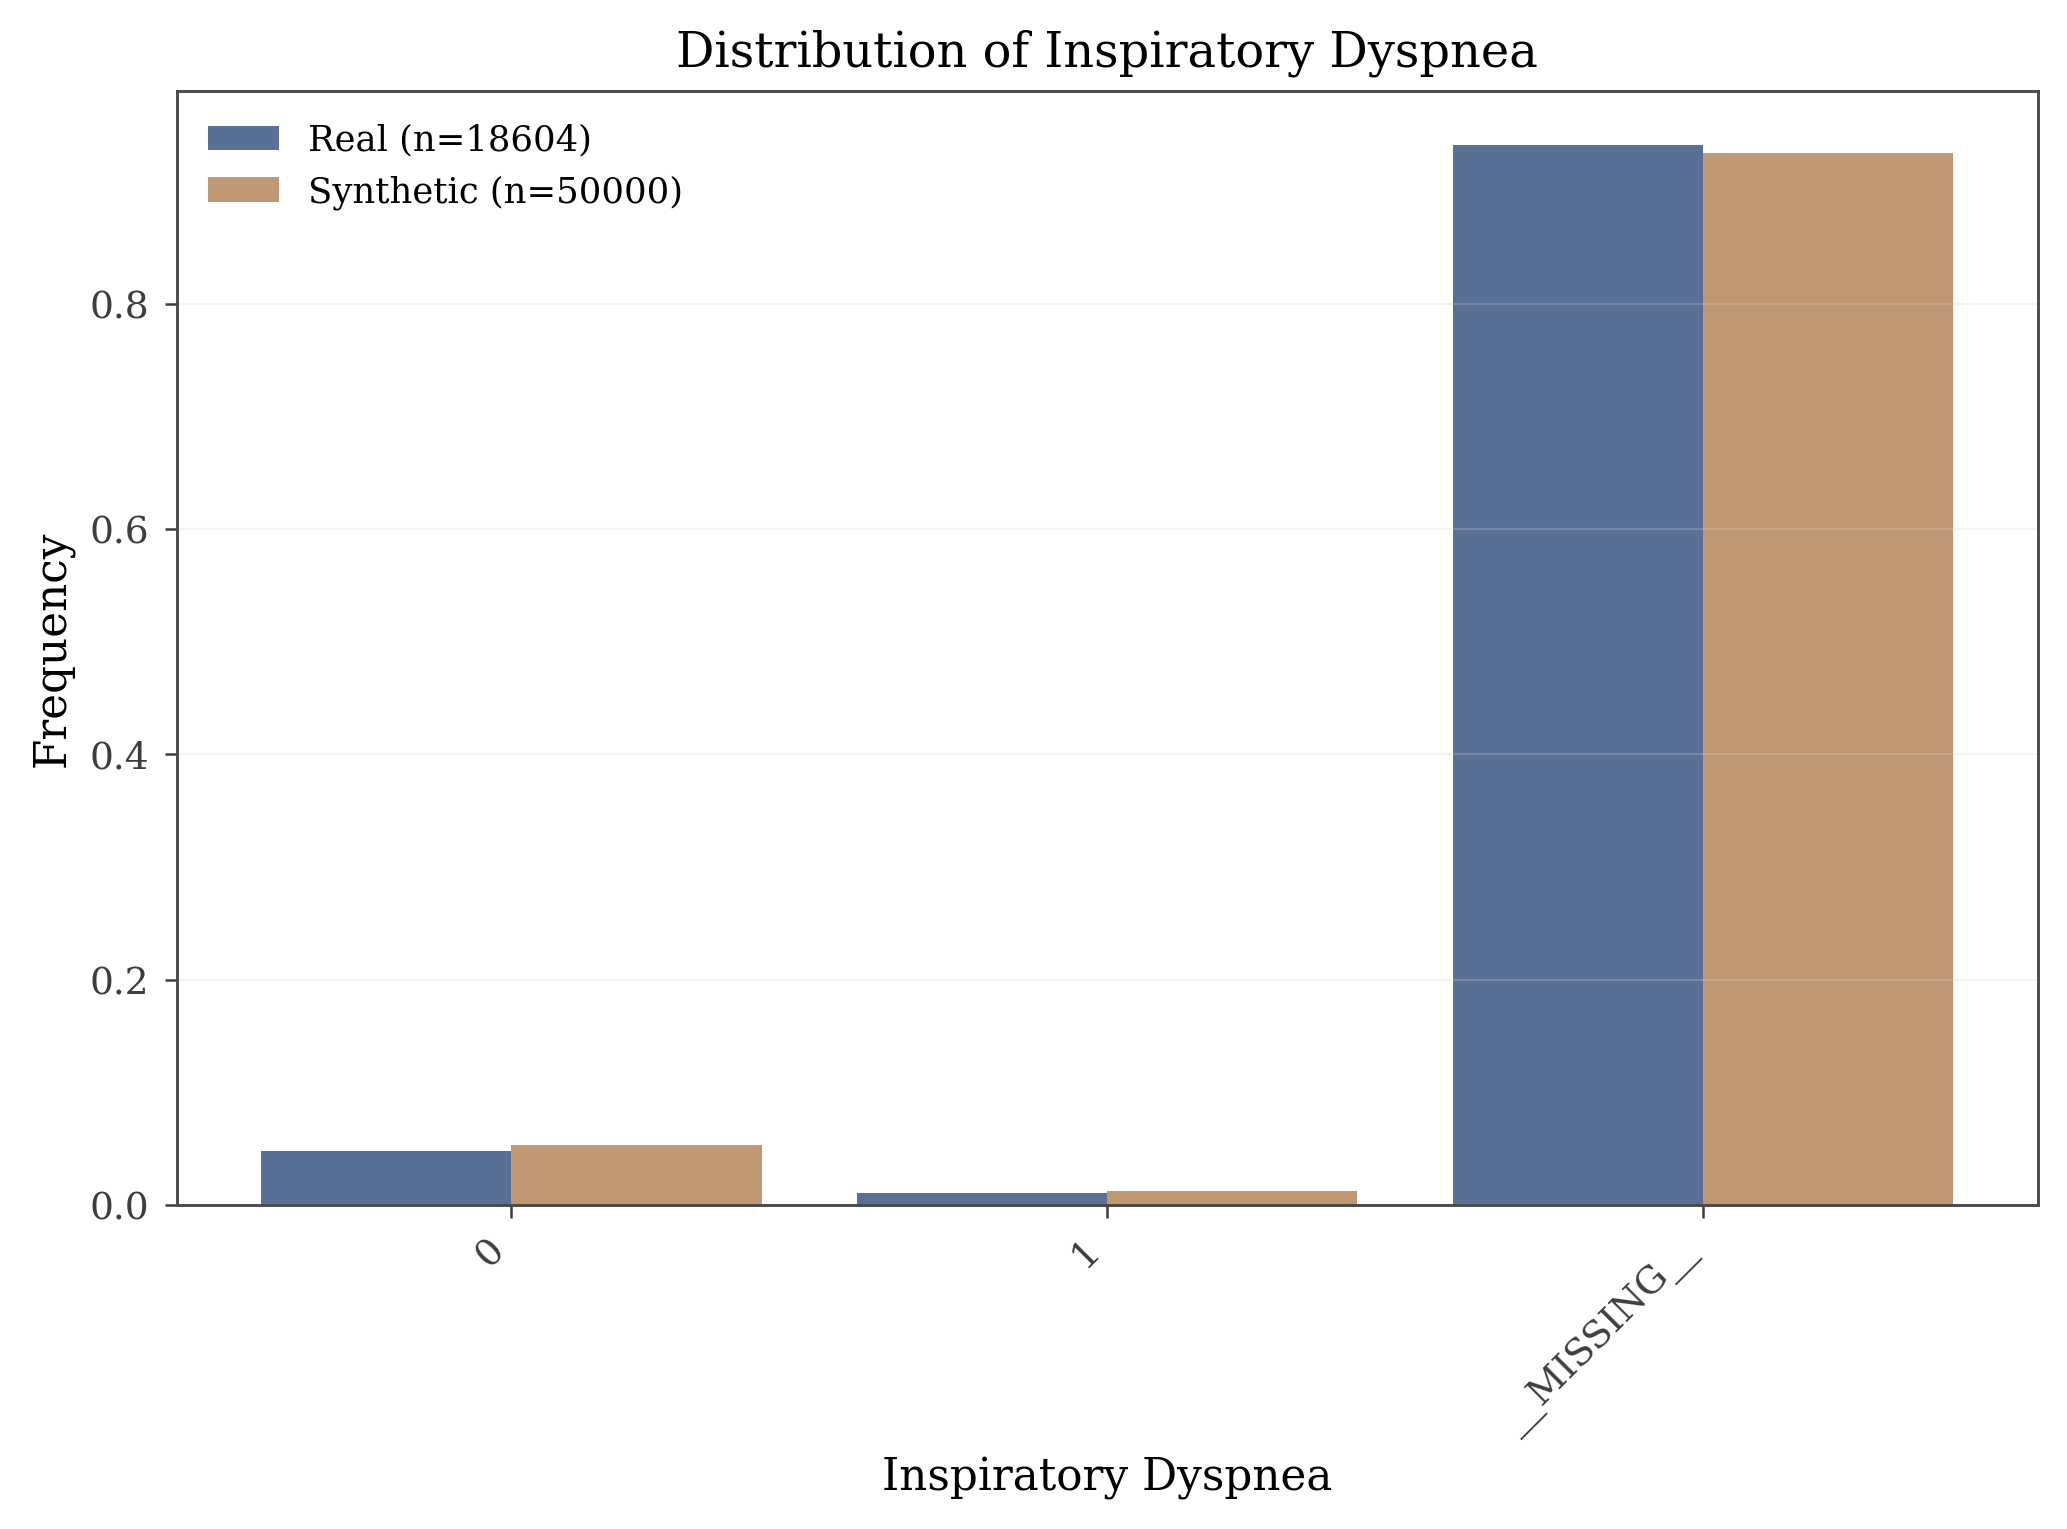 Distribution of Inspiratory Dyspnea
Real (n=18604)
Synthetic (n=50000)
Frequency
0.8
0.6
0.4
0.2
0.0
0
1
__MISSING__
Inspiratory Dyspnea